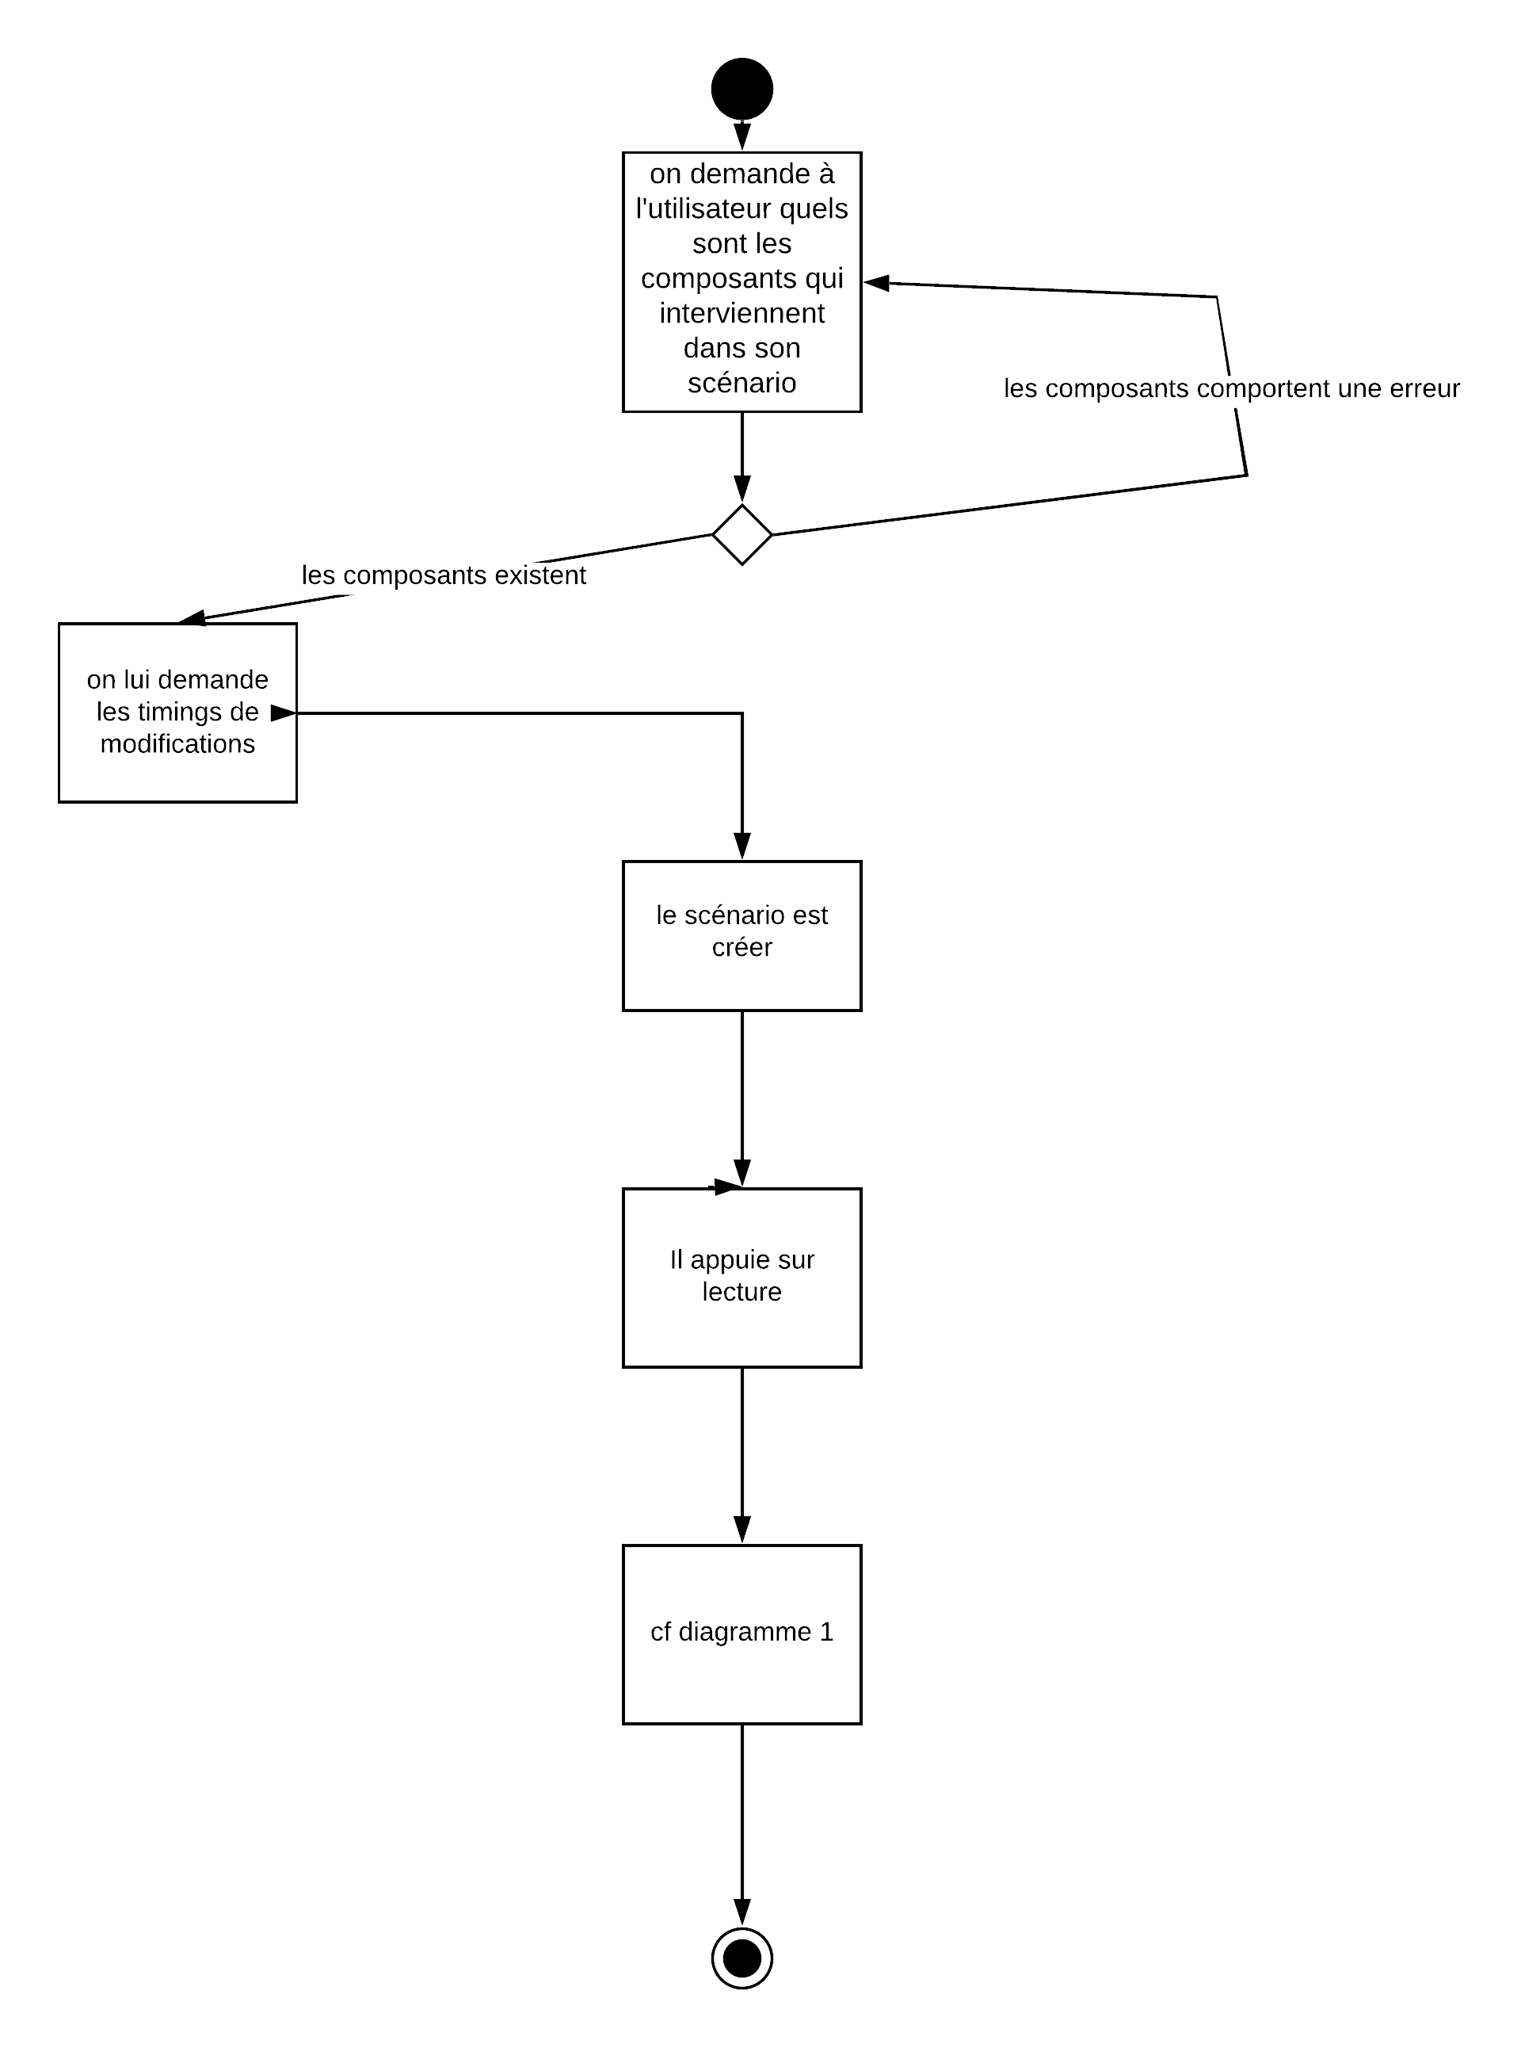 on demande à
l'utilisateur quels
sont les
composants qui
interviennent
dans son
scénario
les composants comportent une erreur
les composants existent
on lui demande
les timings de
modifications
le scénario est
créer
Il appuie sur
lecture
cf diagramme 1